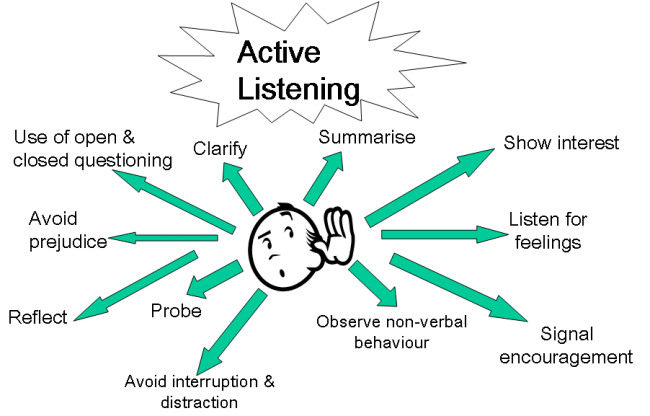 Active
Listening
Use of open &
closed questioning
Clarify
Summarise
Show interest
Avoid
prejudice
Listen for
feelings
Reflect
Probe
Observe non-verbal
behaviour
Signal
encouragement
Avoid interruption &
distraction